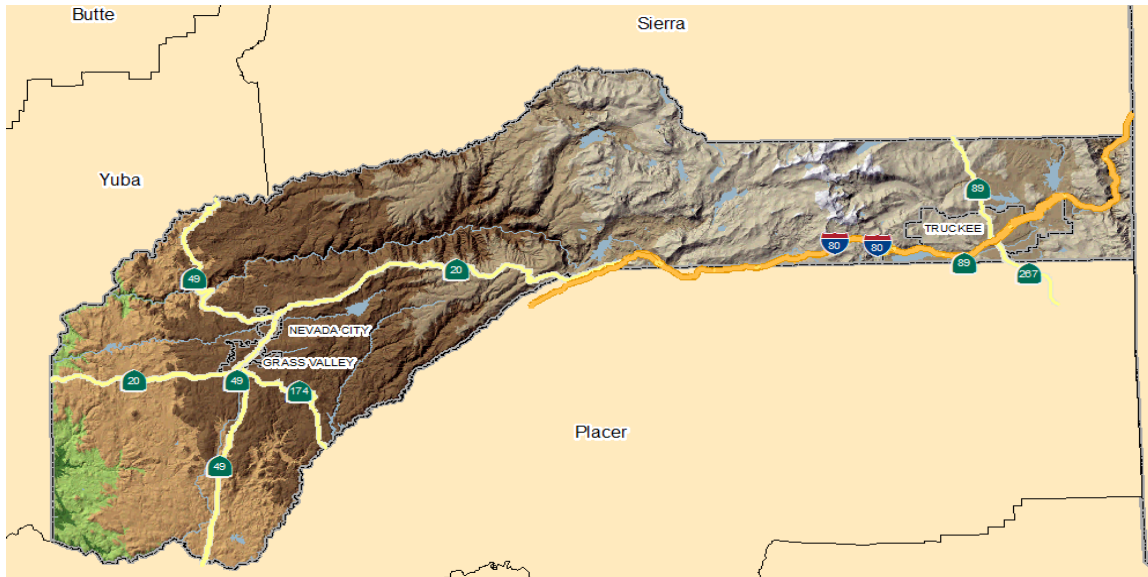 Butte
Sierra
Yuba
89
TRUCKEE
80
80
89
267
49
20
NEVADA CITY
GRASS VALLEY
20
49
174
Placer
49